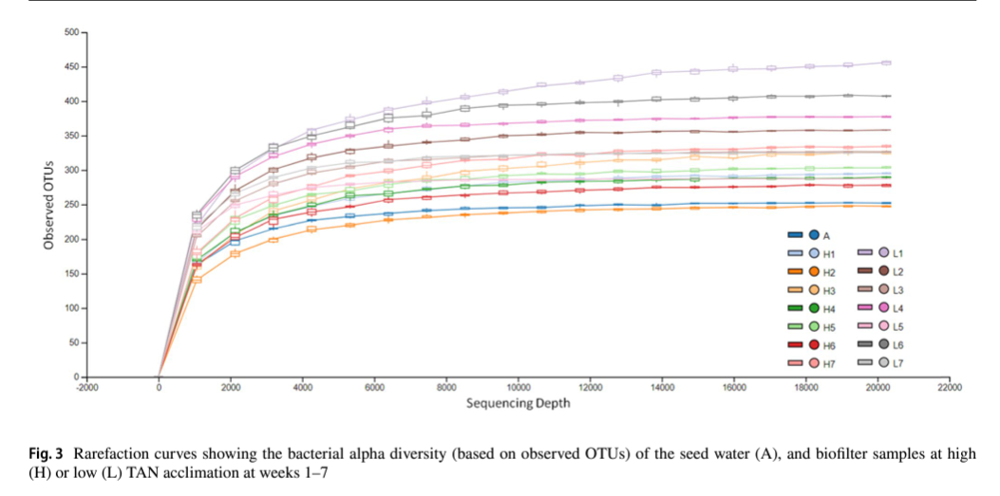 500
450
400
350
300
250
200
150
100
50
0
Observed OTUs
-2000 0 2000 4000 6000 8000 10000 12000 14000 16000 18000 20000 22000
Sequencing Depth
A
H1 L1
H2 L2
H3 L3
H4 L4
H5 L5
H6 L6
H7 L7
Fig. 3 Rarefaction curves showing the bacterial alpha diversity (based on observed OTUs) of the seed water (A), and biofilter samples at high
(H) or low (L) TAN acclimation at weeks 1–7